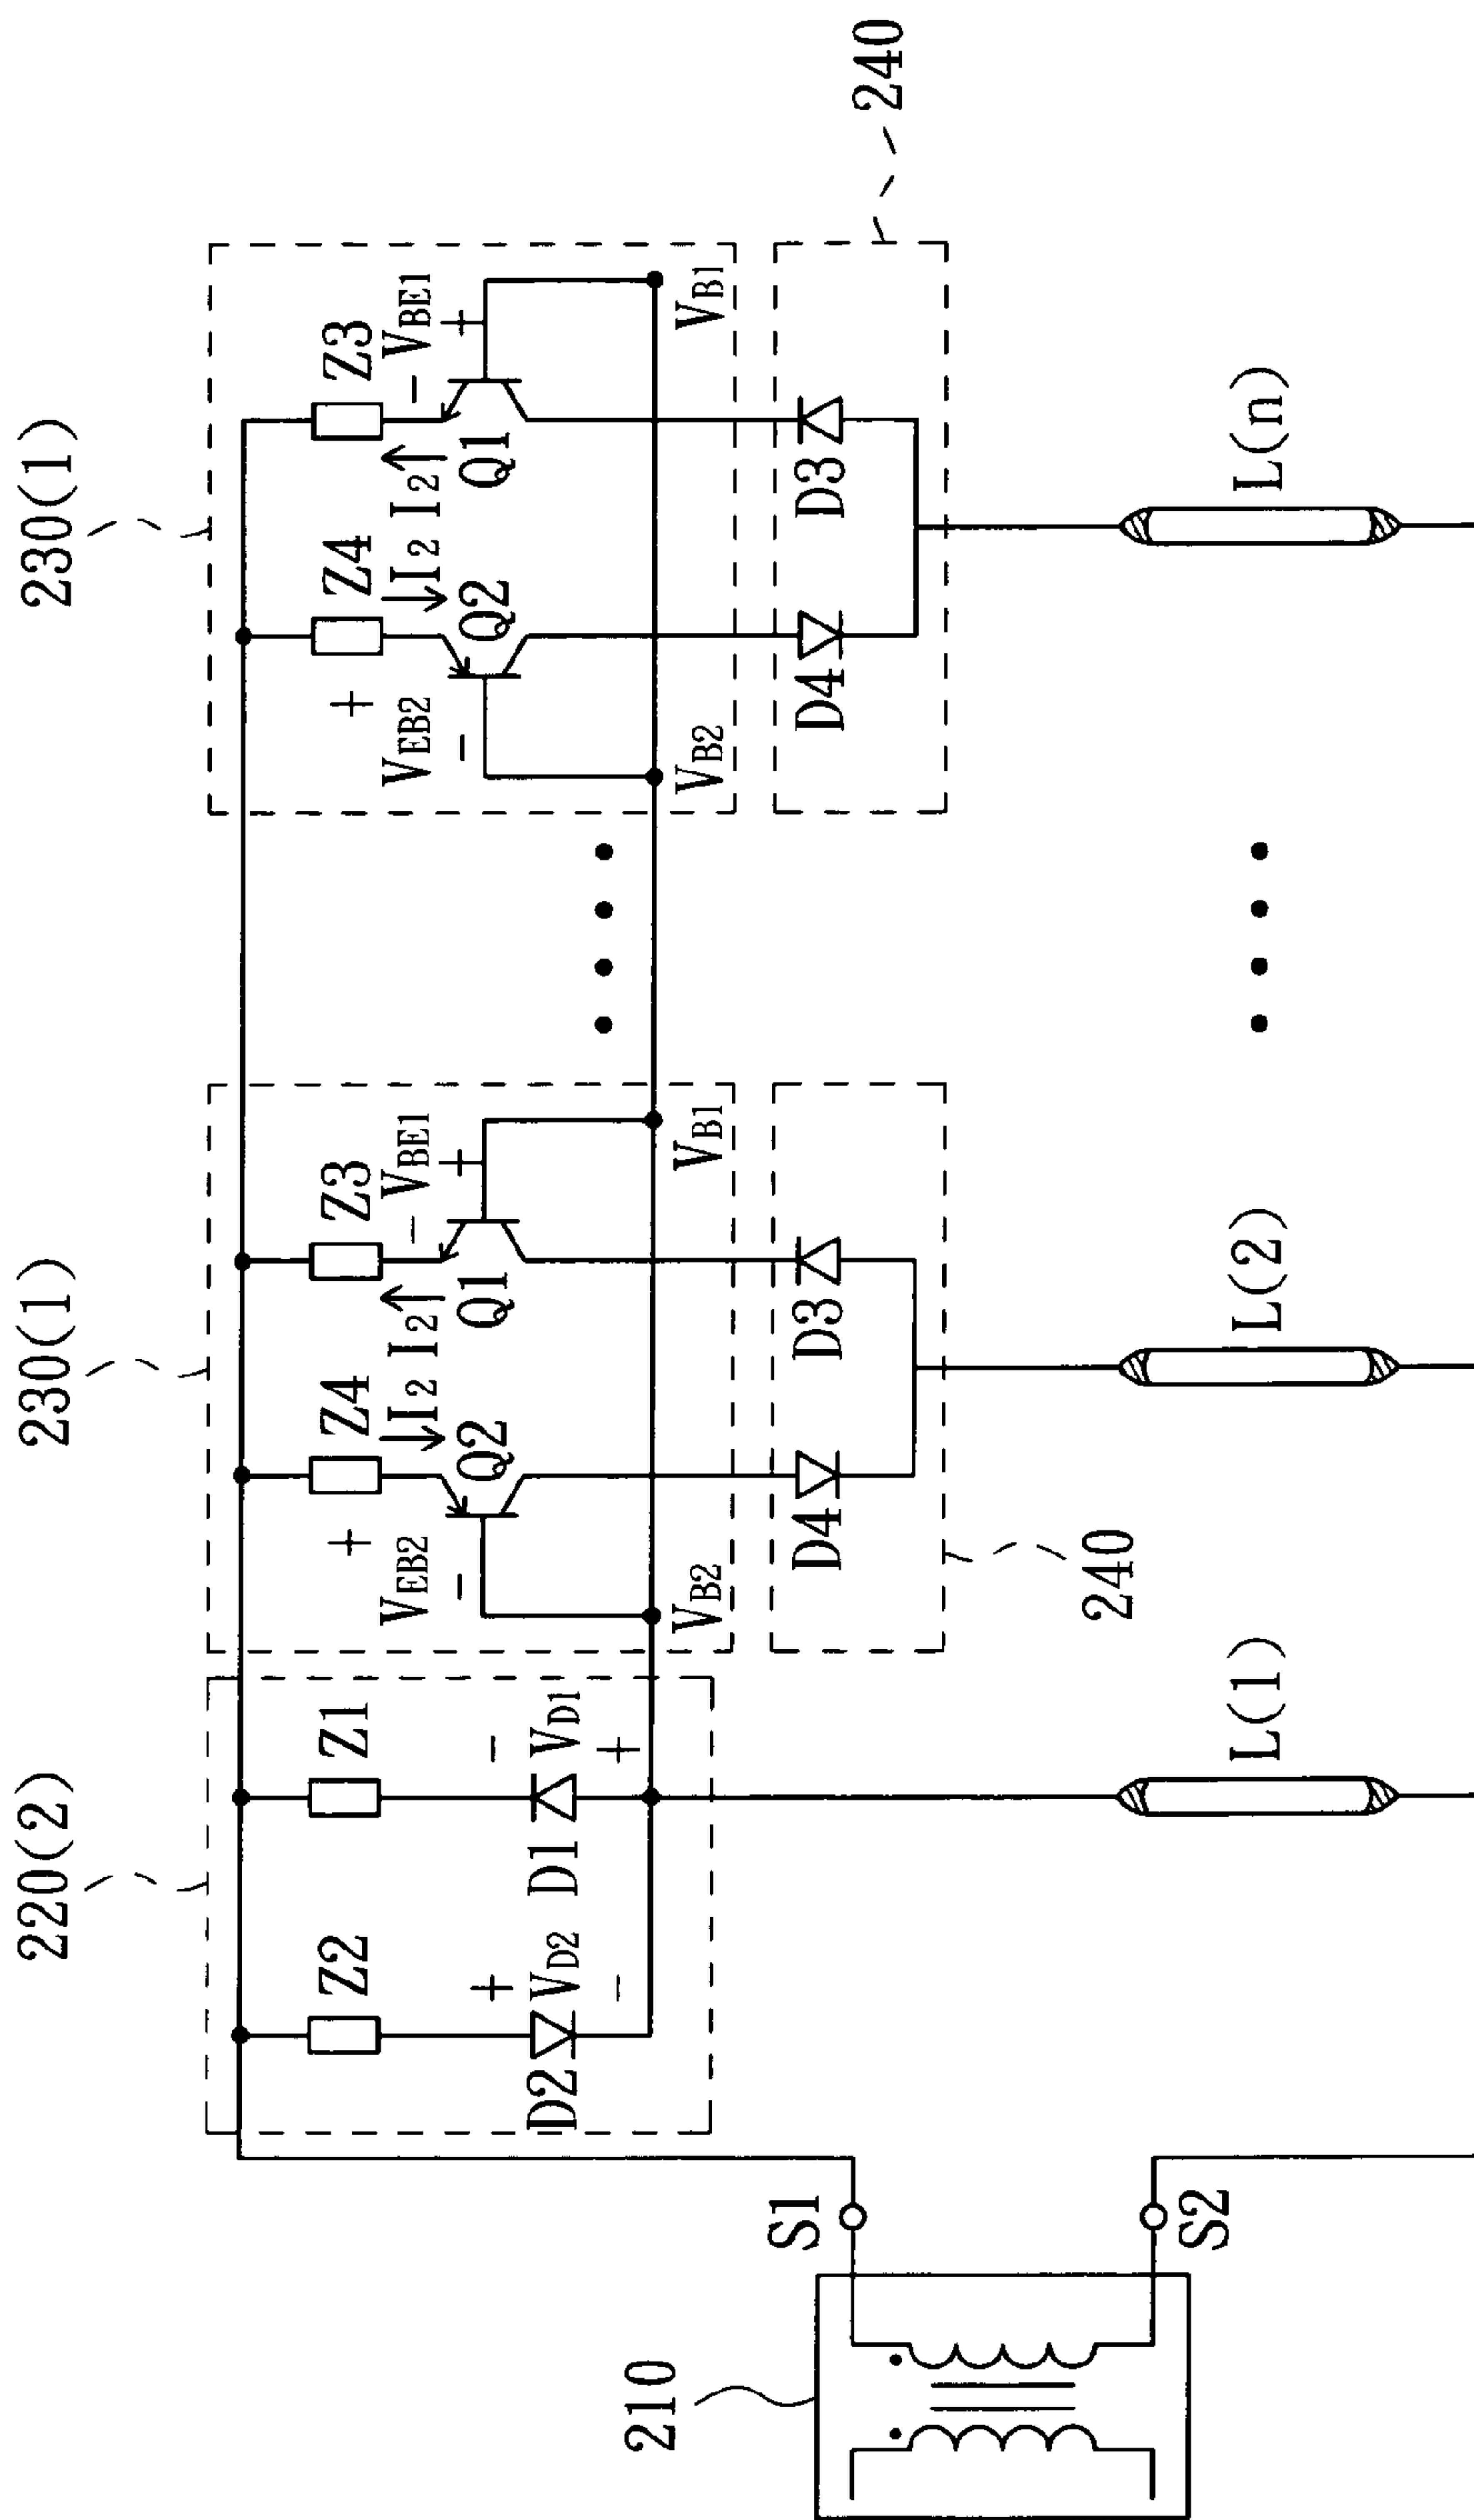 220(2)
230(1)
230(1)
Z2
Z1
Z4
Z3
Z4
Z3
+
-
+
-
+
-
VD2
VD1
VEB2
VBE1
VEB2
VBE1
-
+
-
+
-
+
I2
I2
I2
I2
D2
D1
Q2
Q1
Q2
Q1
VB2
VB1
VB2
VB1
D4
D3
D4
D3
240
240
210
S1
S2
L(1)
L(2)
L(n)